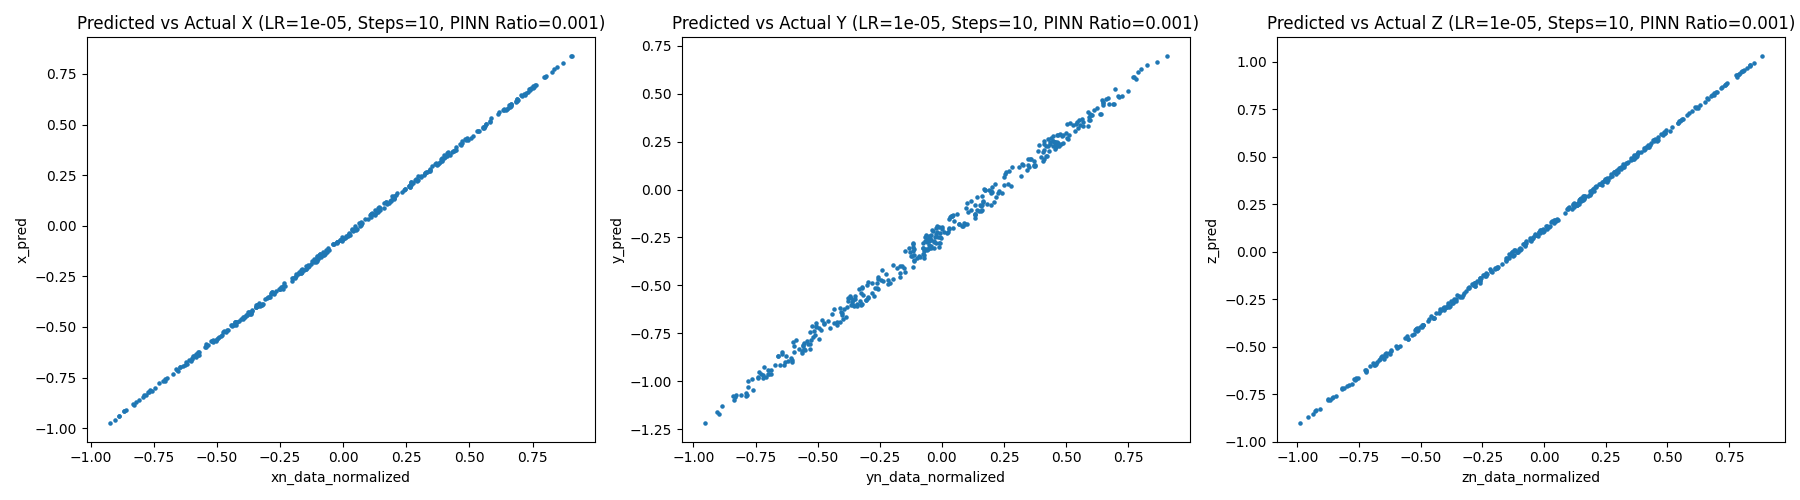 Predicted vs Actual X (LR=1e-05, Steps=10, PINN Ratio=0.001)
0.75
0.50
0.25
0.00
−0.25
−0.50
−0.75
−1.00
x_pred
−1.00 −0.75 −0.50 −0.25 0.00 0.25 0.50 0.75
xn_data_normalized
Predicted vs Actual Y (LR=1e-05, Steps=10, PINN Ratio=0.001)
0.75
0.50
0.25
0.00
−0.25
−0.50
−0.75
−1.00
−1.25
y_pred
−1.00 −0.75 −0.50 −0.25 0.00 0.25 0.50 0.75
yn_data_normalized
Predicted vs Actual Z (LR=1e-05, Steps=10, PINN Ratio=0.001)
1.00
0.75
0.50
0.25
0.00
−0.25
−0.50
−0.75
−1.00
z_pred
−1.00 −0.75 −0.50 −0.25 0.00 0.25 0.50 0.75
zn_data_normalized